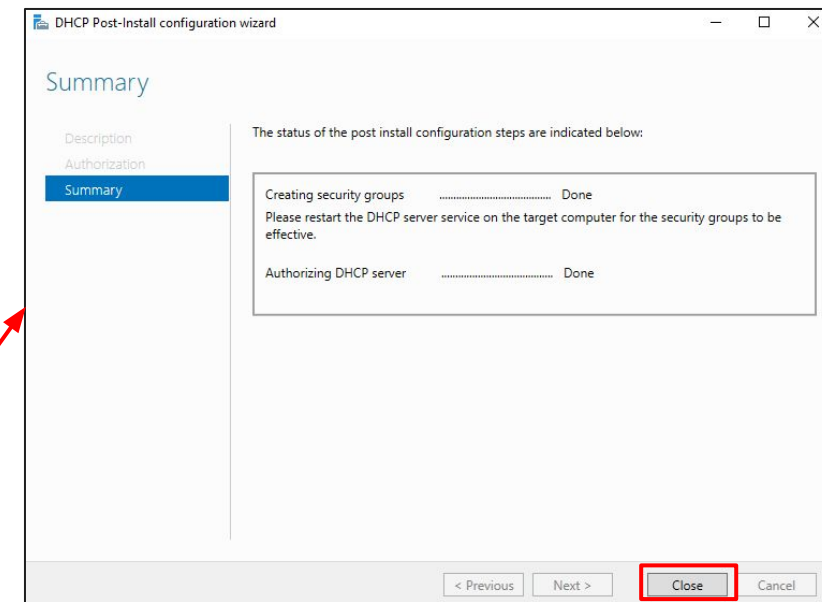 DHCP Post-Install configuration wizard
Summary
Description
Authorization
Summary
The status of the post install configuration steps are indicated below:
Creating security groups ........................................ Done
Please restart the DHCP server service on the target computer for the security groups to be
effective.
Authorizing DHCP server ........................................ Done
< Previous Next > Close Cancel